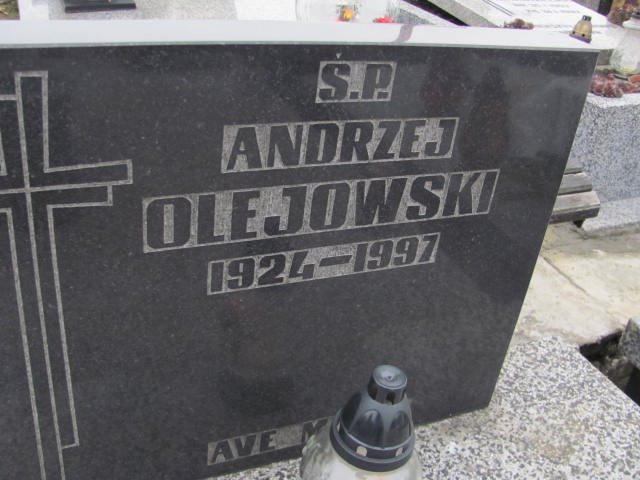 S.P.
ANDRZEJ
OLEJOWSKI
1924-1997
AVE